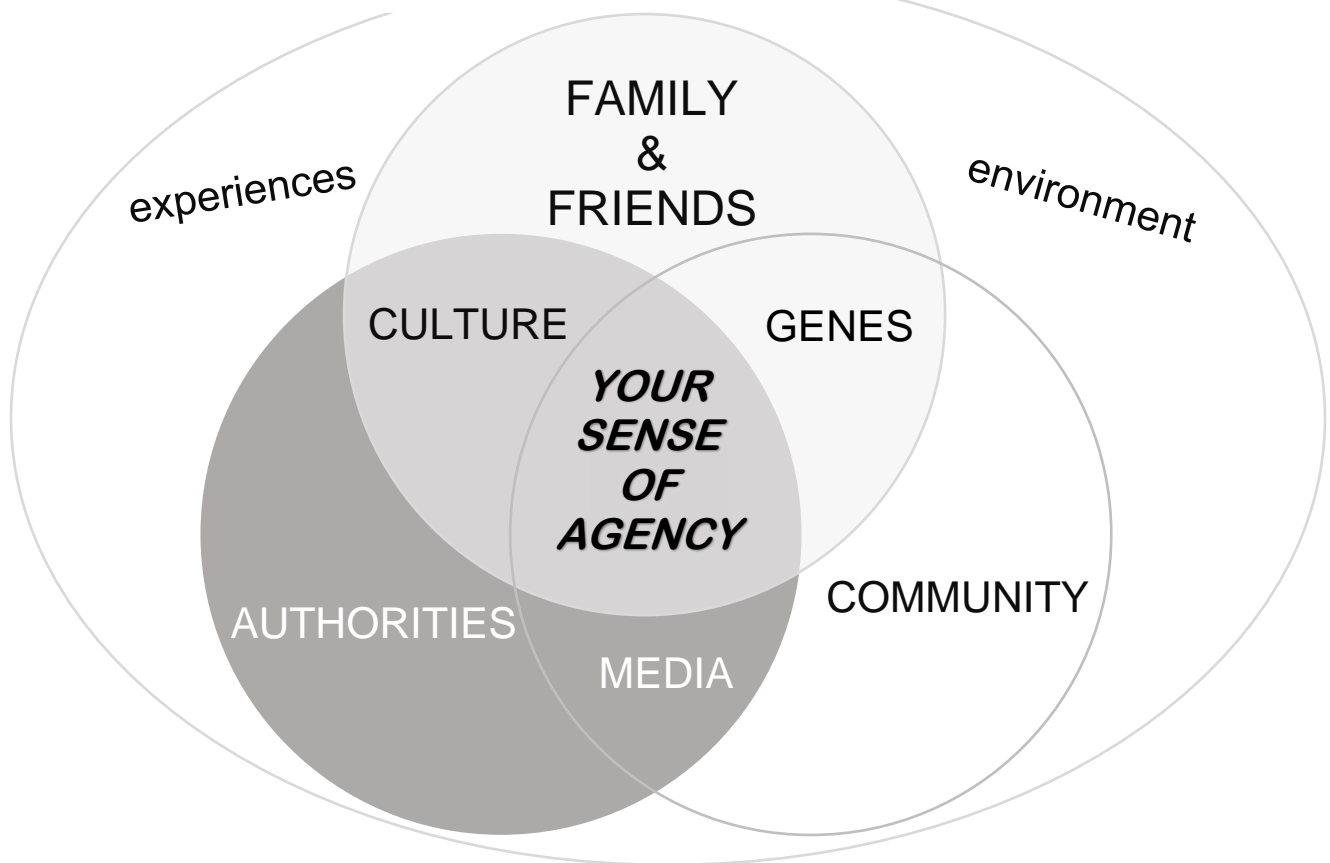 FAMILY
&
FRIENDS
experiences
environment
CULTURE
GENES
YOUR
SENSE
OF
AGENCY
AUTHORITIES
COMMUNITY
MEDIA